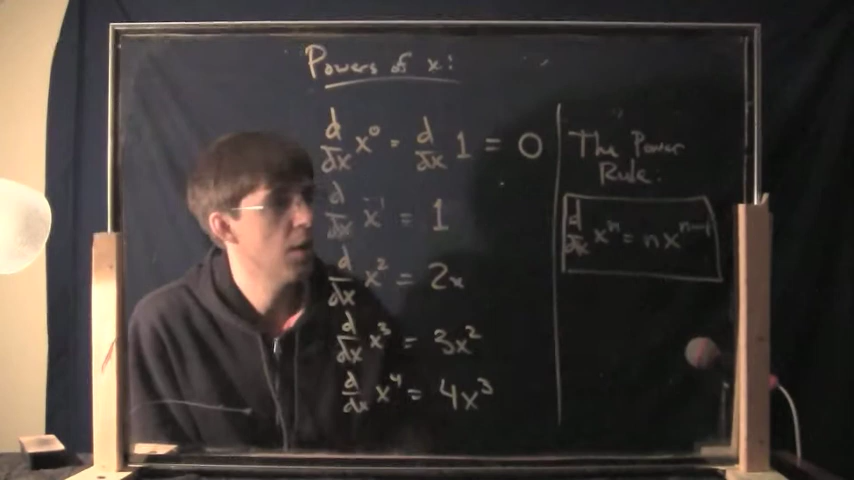 Powers of x:
d/dx x⁰ = d/dx 1 = 0
d/dx x¹ = 1
d/dx x² = 2x
d/dx x³ = 3x²
d/dx x⁴ = 4x³
The Power
Rule:
d/dx xⁿ = nxⁿ⁻¹